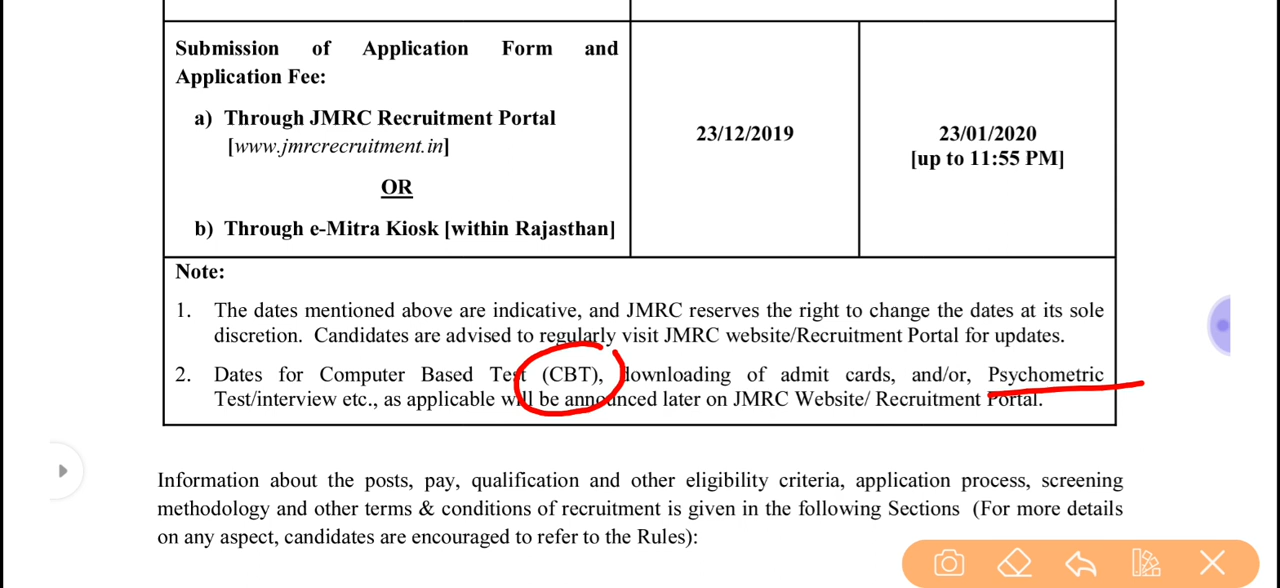 Submission of Application Form and
Application Fee:
a) Through JMRC Recruitment Portal
[www.jmrcrecruitment.in]
OR
b) Through e-Mitra Kiosk [within Rajasthan]
23/12/2019
23/01/2020
[up to 11:55 PM]
Note:
1. The dates mentioned above are indicative, and JMRC reserves the right to change the dates at its sole
discretion. Candidates are advised to regularly visit JMRC website/Recruitment Portal for updates.
2. Dates for Computer Based Test (CBT), downloading of admit cards, and/or, Psychometric
Test/interview etc., as applicable will be announced later on JMRC Website/ Recruitment Portal.
Information about the posts, pay, qualification and other eligibility criteria, application process, screening
methodology and other terms & conditions of recruitment is given in the following Sections (For more details
on any aspect, candidates are encouraged to refer to the Rules):